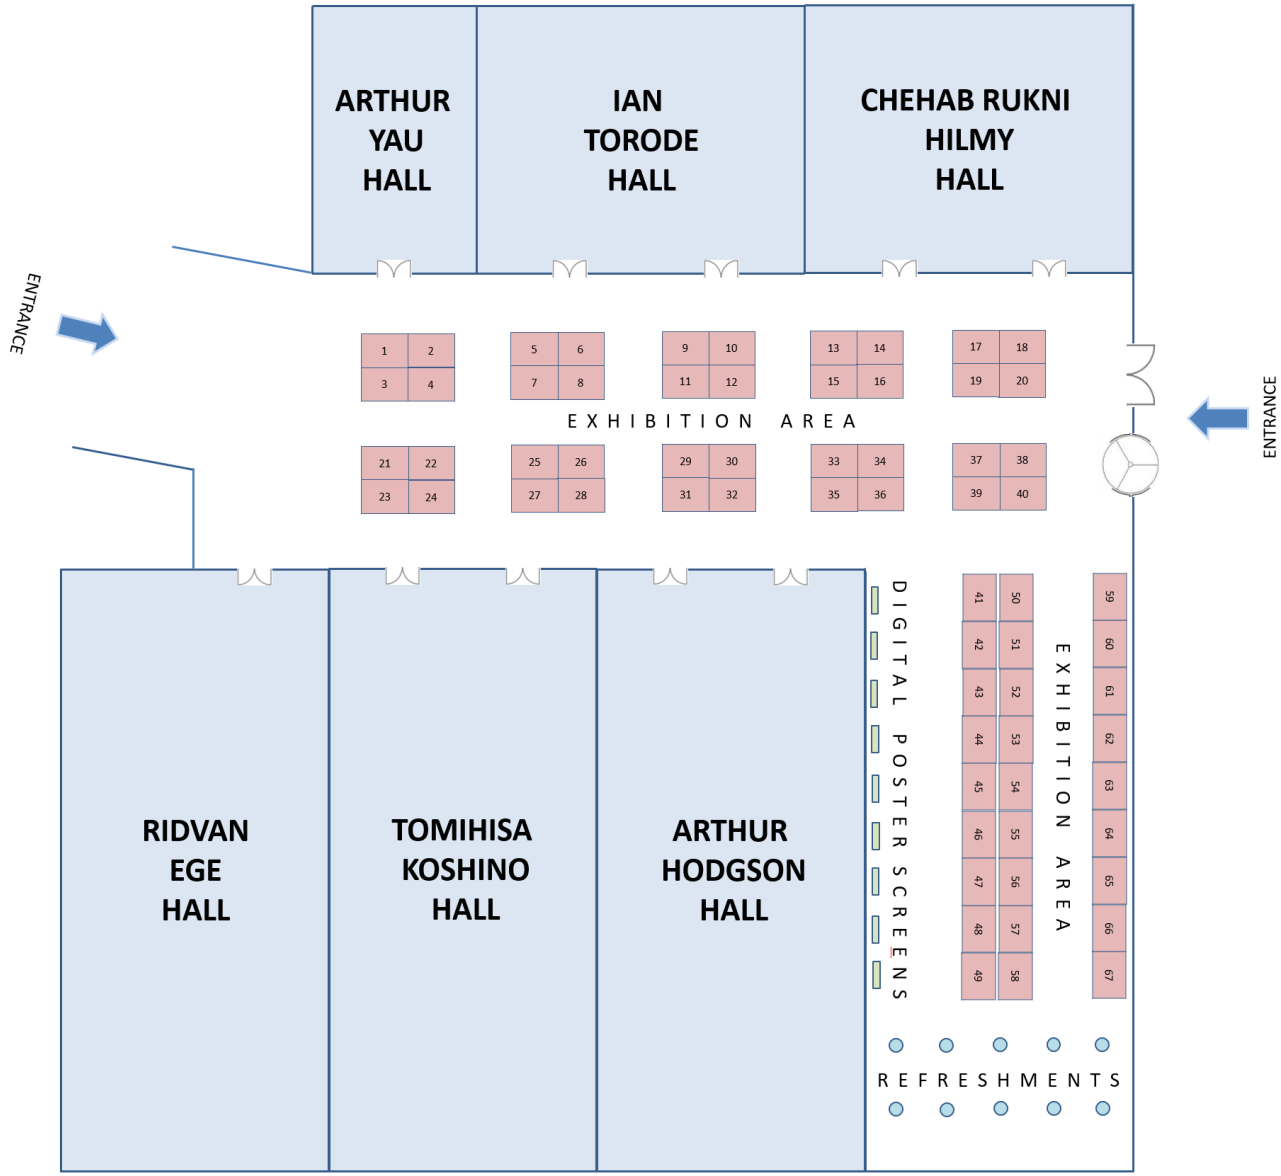 ARTHUR
YAU
HALL
IAN
TORODE
HALL
CHEHAB RUKNI
HILMY
HALL
ENTRANCE
1 2
3 4
5 6
7 8
9 10
11 12
13 14
15 16
17 18
19 20
EXHIBITION AREA
ENTRANCE
21 22
23 24
25 26
27 28
29 30
31 32
33 34
35 36
37 38
39 40
RIDVAN
EGE
HALL
TOMIHISA
KOSHINO
HALL
ARTHUR
HODGSON
HALL
DIGITAL POSTER SCREENS
41 50
42 51
43 52
44 53
45 54
46 55
47 56
48 57
49 58
EXHIBITION AREA
59
60
61
62
63
64
65
66
67
REFRESHMENTS